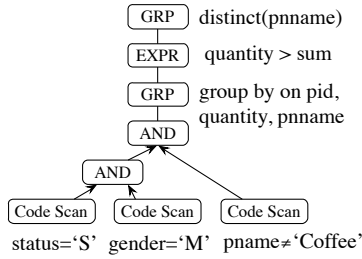 GRP distinct(pnname)
EXPR quantity > sum
GRP group by on pid,
quantity, pnname
AND
AND
Code Scan Code Scan Code Scan
status=‘S’ gender=‘M’ pname≠‘Coffee’